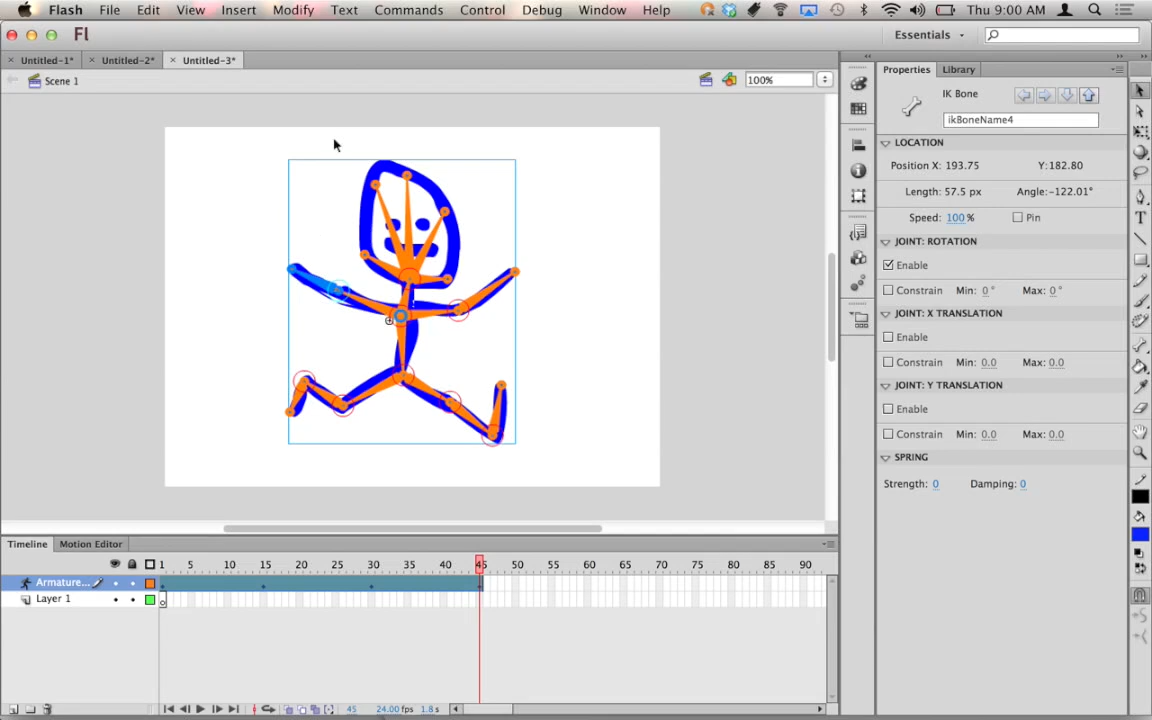 Flash File Edit View Insert Modify Text Commands Control Debug Window Help Thu 9:00 AM
Fl Essentials
Untitled-1* Untitled-2* Untitled-3*
Scene 1 100%
Properties Library
IK Bone
ikBoneName4
LOCATION
Position X: 193.75 Y:182.80
Length: 57.5 px Angle:-122.01°
Speed: 100 % Pin
JOINT: ROTATION
Enable
Constrain Min: 0 ° Max: 0 °
JOINT: X TRANSLATION
Enable
Constrain Min: 0.0 Max: 0.0
JOINT: Y TRANSLATION
Enable
Constrain Min: 0.0 Max: 0.0
SPRING
Strength: 0 Damping: 0
Timeline Motion Editor
1 5 10 15 20 25 30 35 40 45 50 55 60 65 70 75 80 85 90
Armature...
Layer 1
45 24.00 fps 1.8 s